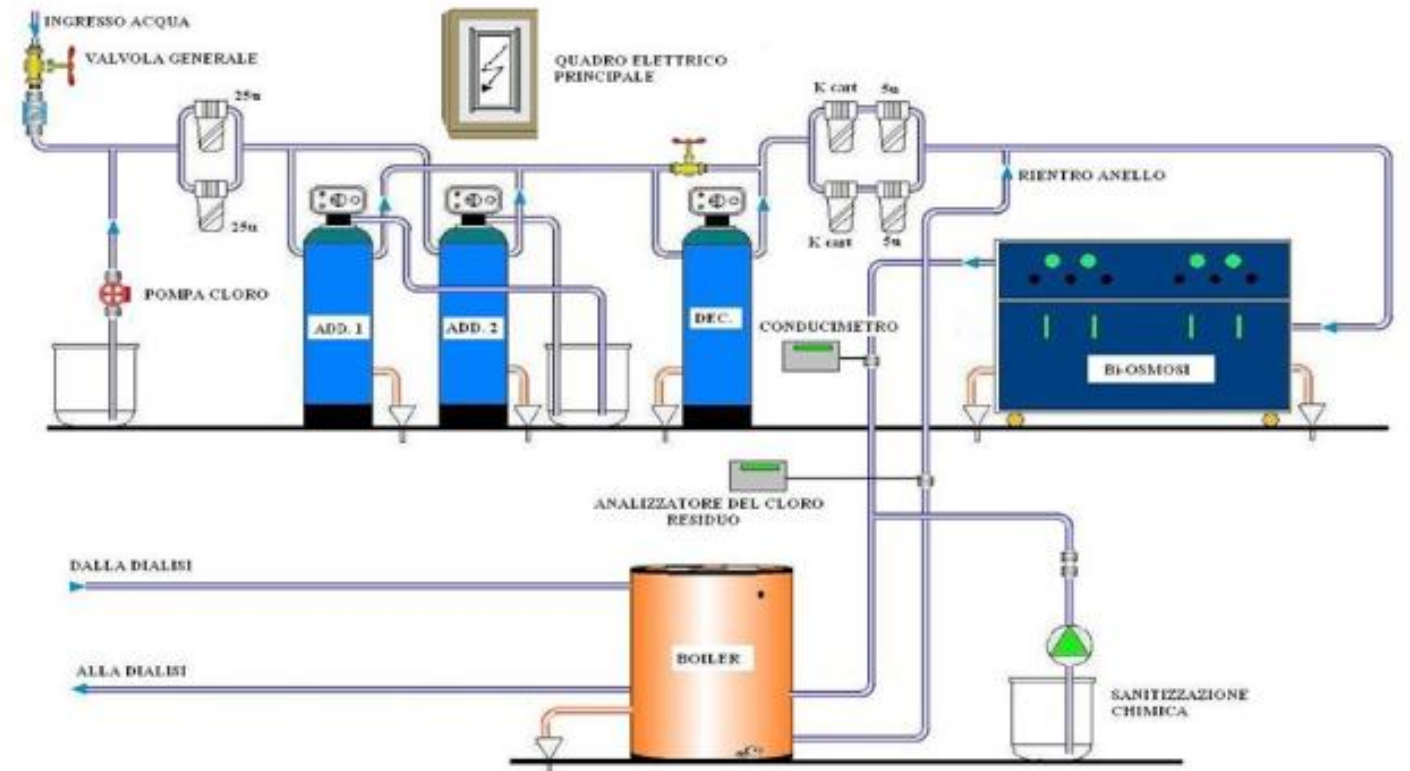 INGRESSO ACQUA
VALVOLA GENERALE
25u
QUADRO ELETTRICO
PRINCIPALE
K cart
5u
25u
RIENTRO ANELLO
K cart
5u
POMPA CLORO
ADD. 1
ADD. 2
DEC.
CONDUCIMETRO
Bi-OSMOSI
ANALIZZATORE DEL CLORO
RESIDUO
DALLA DIALISI
BOILER
ALLA DIALISI
SANITIZZAZIONE
CHIMICA